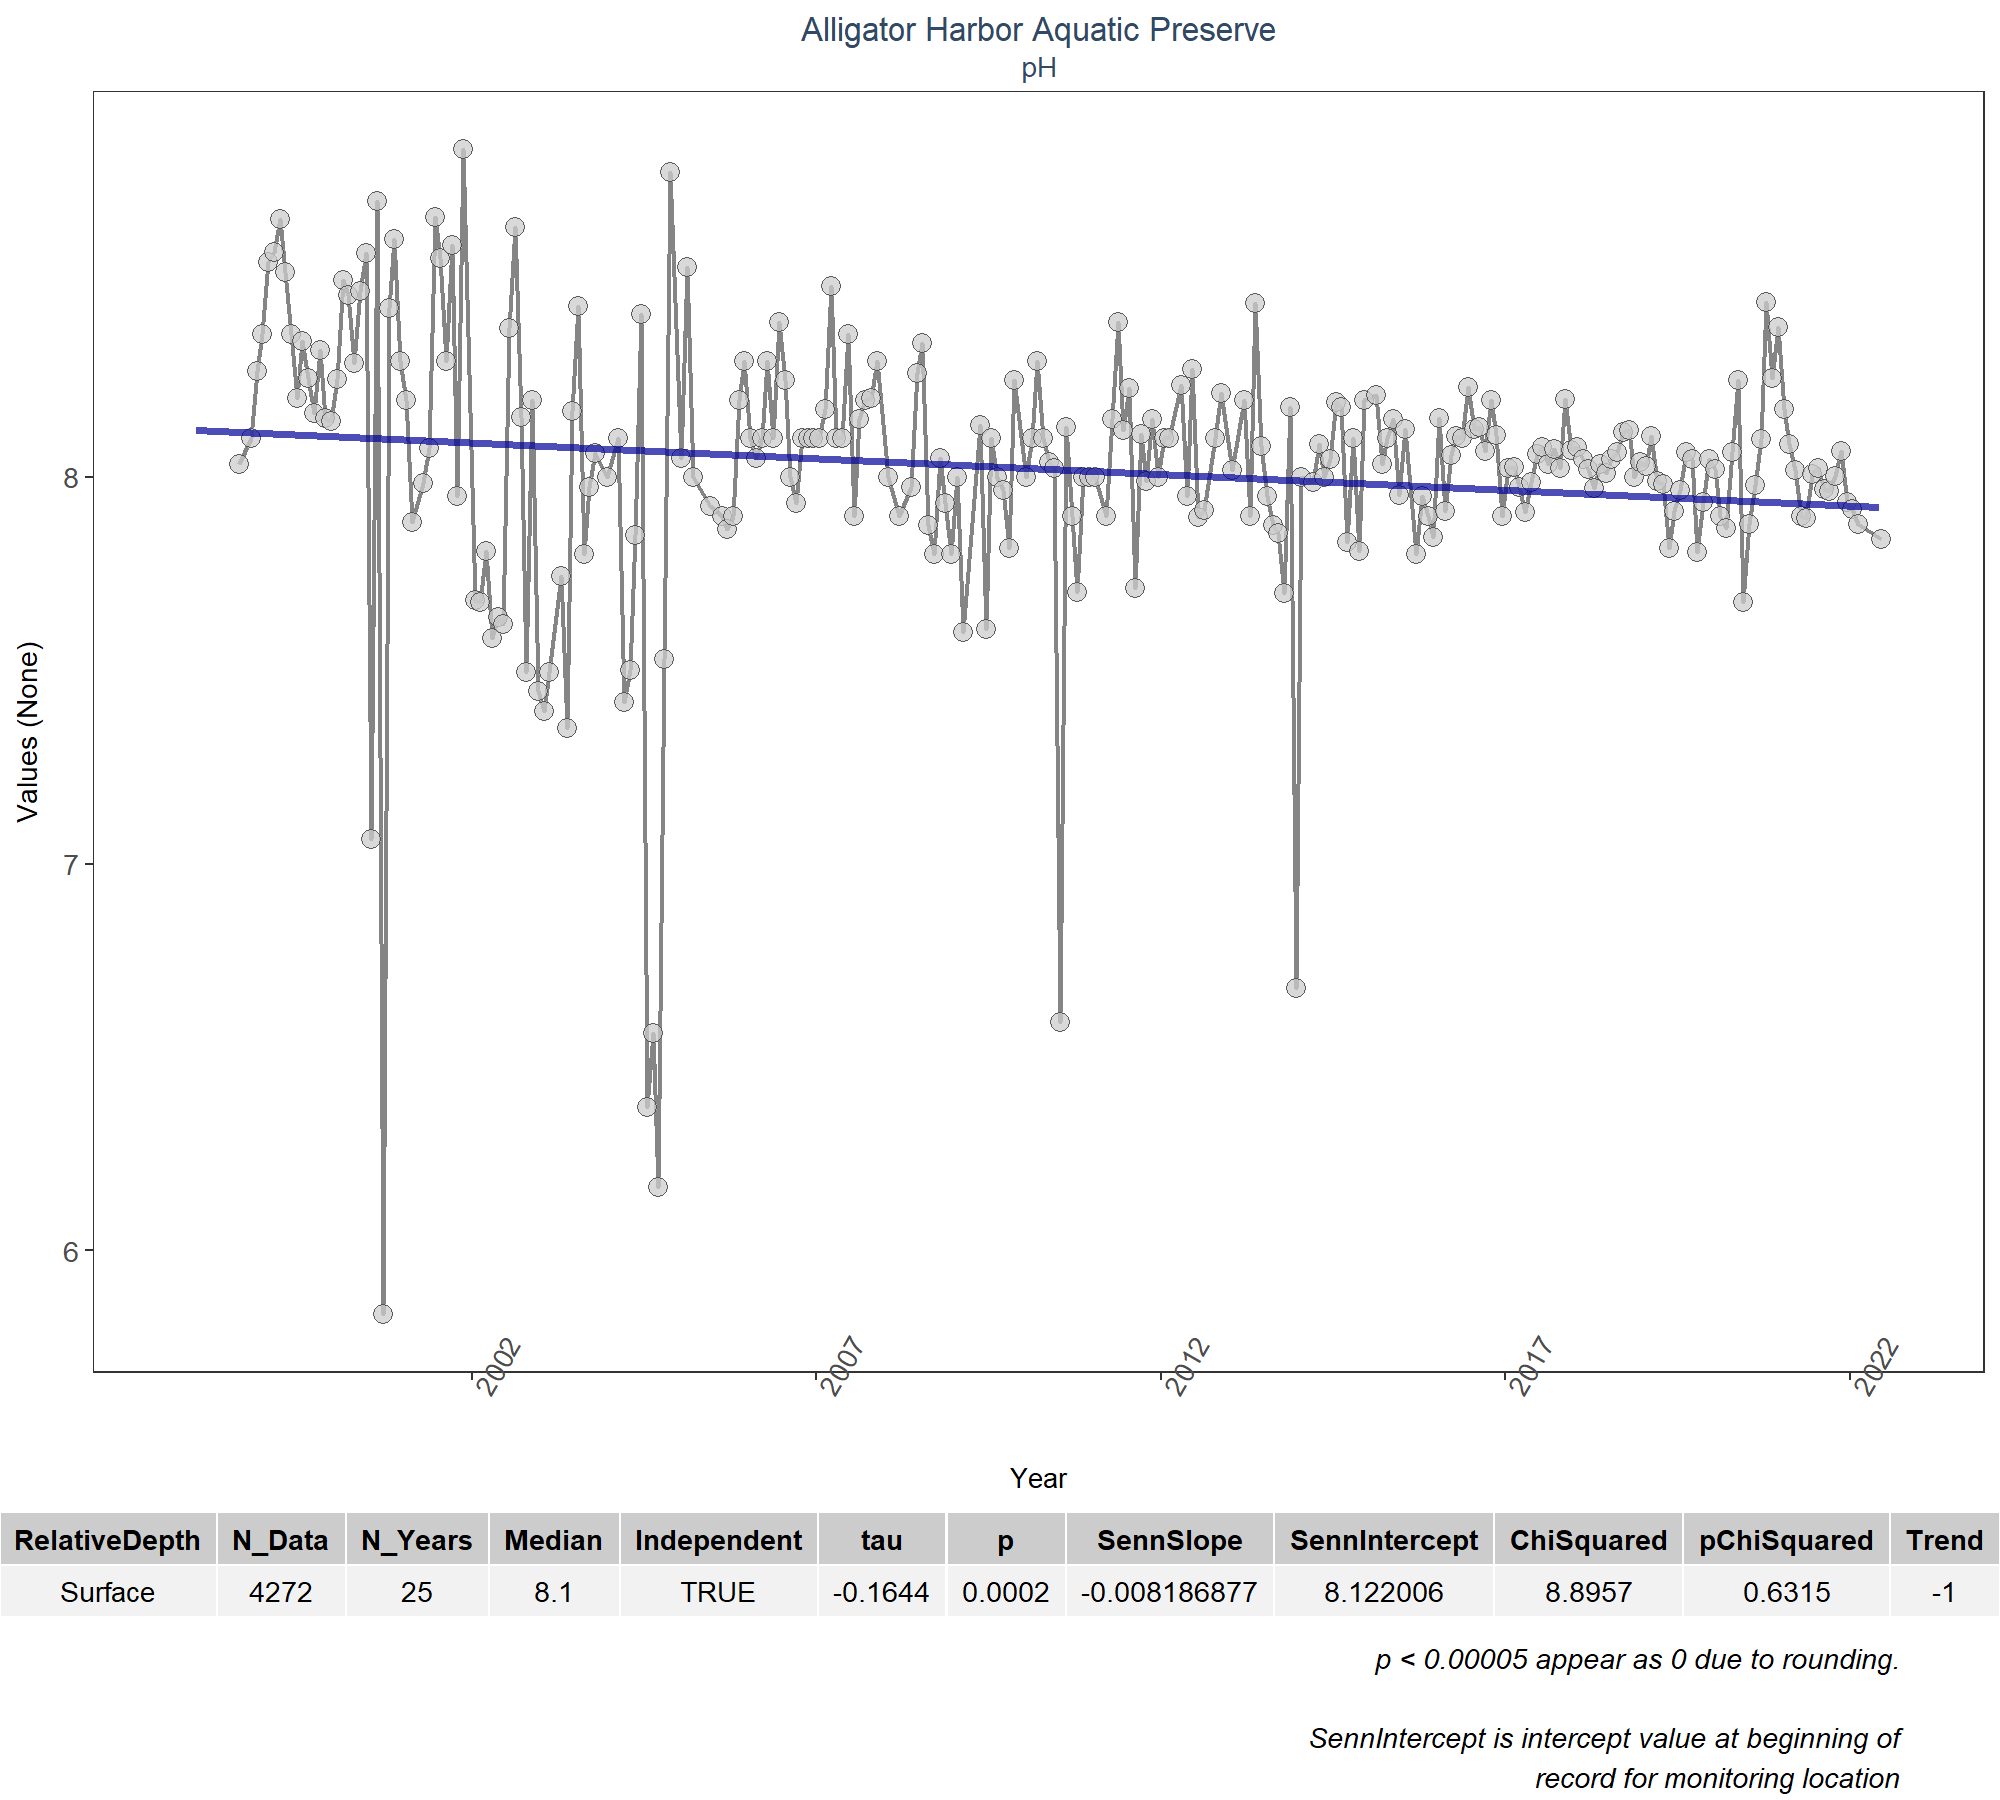 Alligator Harbor Aquatic Preserve
pH
Values (None)
8
7
6
2002 2007 2012 2017 2022
Year
RelativeDepth N_Data N_Years Median Independent tau p SennSlope SennIntercept ChiSquared pChiSquared Trend
Surface 4272 25 8.1 TRUE -0.1644 0.0002 -0.008186877 8.122006 8.8957 0.6315 -1
p < 0.00005 appear as 0 due to rounding.
SennIntercept is intercept value at beginning of
record for monitoring location